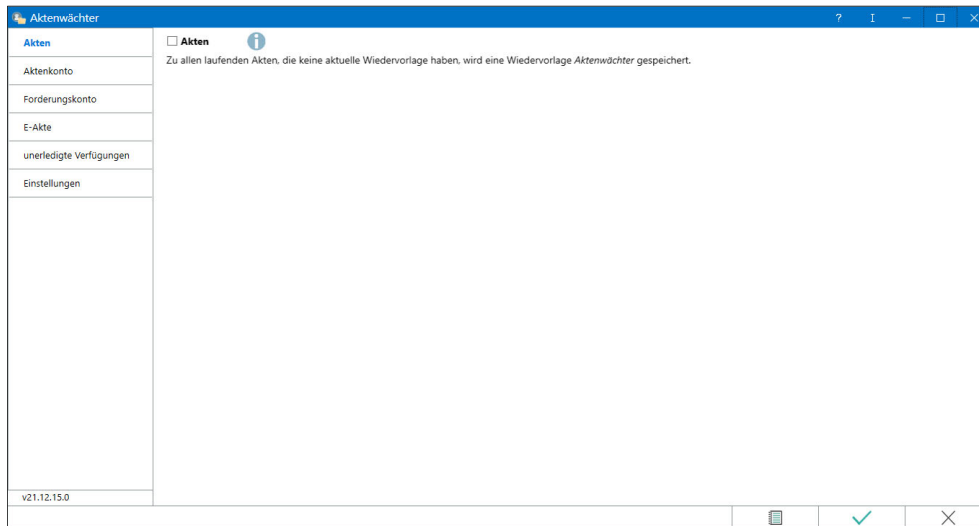 Aktenwächter
Akten
Aktenkonto
Forderungskonto
E-Akte
unerledigte Verfügungen
Einstellungen
v21.12.15.0
Akten
Zu allen laufenden Akten, die keine aktuelle Wiedervorlage haben, wird eine Wiedervorlage Aktenwächter gespeichert.